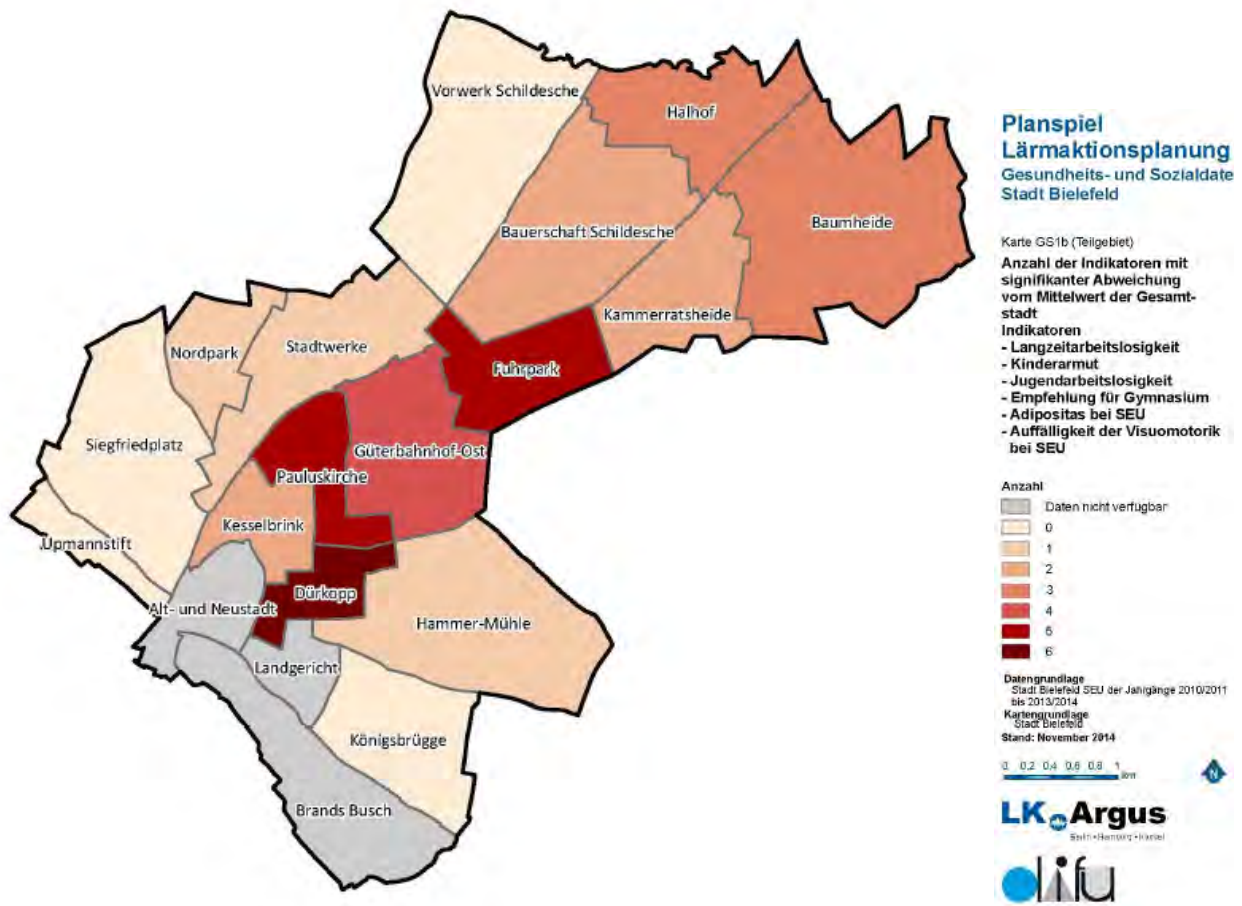 Vorwerk Schildesche
Halhof
Baumheide
Bauerschaft Schildesche
Kammerratsheide
Nordpark
Stadtwerke
Fuhrpark
Siegfriedplatz
Güterbahnhof-Ost
Pauluskirche
Kesselbrink
Upmannstift
Dürkopp
Alt- und Neustadt
Hammer-Mühle
Landgericht
Königsbrügge
Brands Busch
Planspiel
Lärmaktionsplanung
Gesundheits- und Sozialdate
Stadt Bielefeld
Karte GS1b (Teilgebiet)
Anzahl der Indikatoren mit
signifikanter Abweichung
vom Mittelwert der Gesamt-
stadt
Indikatoren
- Langzeitarbeitslosigkeit
- Kinderarmut
- Jugendarbeitslosigkeit
- Empfehlung für Gymnasium
- Adipositas bei SEU
- Auffälligkeit der Visuomotorik
bei SEU
Anzahl
Daten nicht verfügbar
0
1
2
3
4
5
6
Datengrundlage
Stadt Bielefeld SEU der Jahrgänge 2010/2011
bis 2013/2014
Kartengrundlage
Stadt Bielefeld
Stand: November 2014
0 0,2 0,4 0,6 0,8 1
km
N
LK Argus
Berlin • Hamburg • Kassel
difu